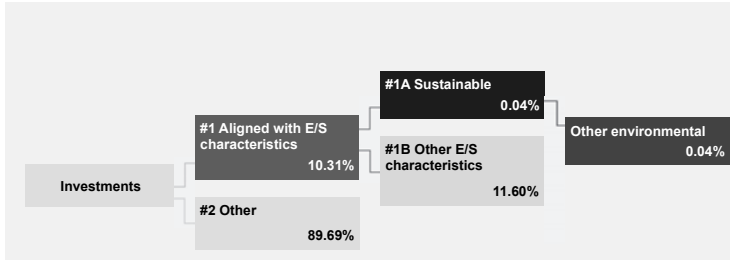 Investments
#1 Aligned with E/S
characteristics
10.31%
#2 Other
89.69%
#1A Sustainable
0.04%
#1B Other E/S
characteristics
11.60%
Other environmental
0.04%